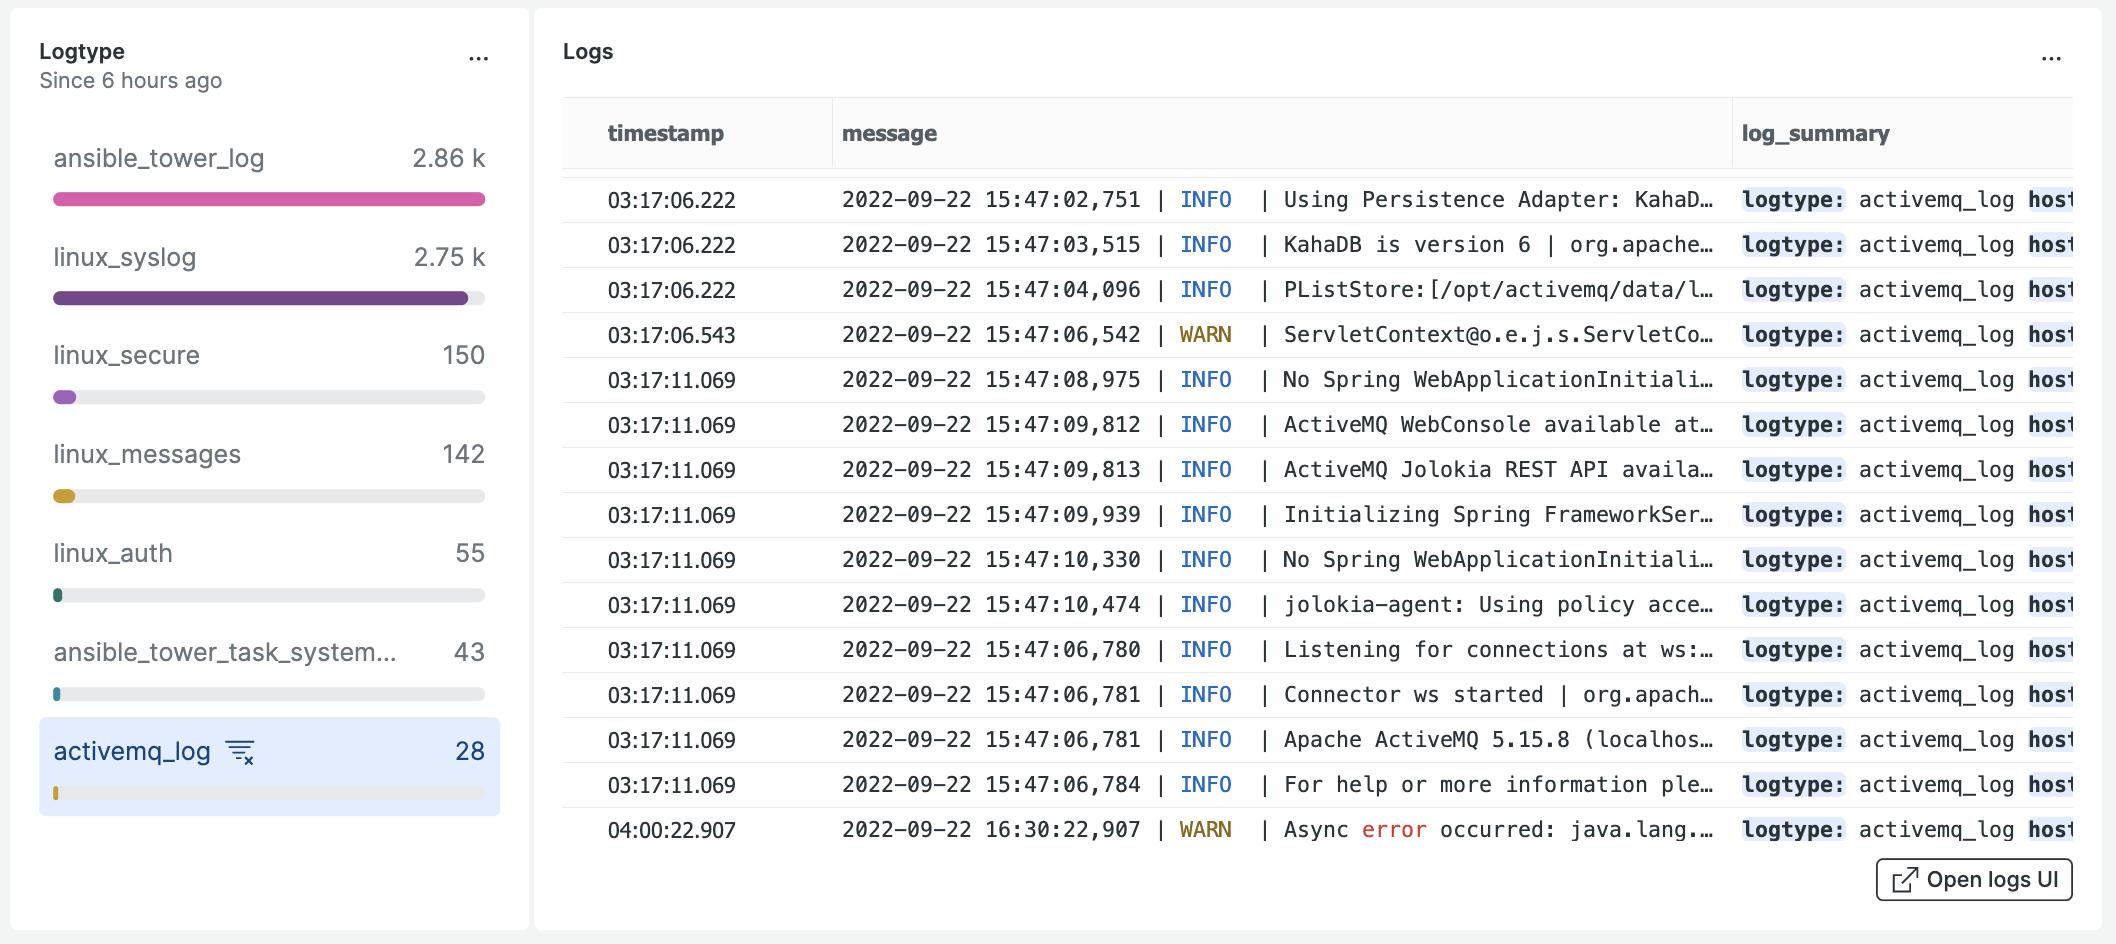 Logtype
...
Since 6 hours ago
ansible_tower_log 2.86 k
linux_syslog 2.75 k
linux_secure 150
linux_messages 142
linux_auth 55
ansible_tower_task_system... 43
activemq_log 28
Logs
...
timestamp message log_summary
03:17:06.222 2022-09-22 15:47:02,751 | INFO | Using Persistence Adapter: KahaD… logtype: activemq_log host
03:17:06.222 2022-09-22 15:47:03,515 | INFO | KahaDB is version 6 | org.apache… logtype: activemq_log host
03:17:06.222 2022-09-22 15:47:04,096 | INFO | PListStore:[/opt/activemq/data/l… logtype: activemq_log host
03:17:06.543 2022-09-22 15:47:06,542 | WARN | ServletContext@o.e.j.s.ServletCo… logtype: activemq_log host
03:17:11.069 2022-09-22 15:47:08,975 | INFO | No Spring WebApplicationInitiali… logtype: activemq_log host
03:17:11.069 2022-09-22 15:47:09,812 | INFO | ActiveMQ WebConsole available at… logtype: activemq_log host
03:17:11.069 2022-09-22 15:47:09,813 | INFO | ActiveMQ Jolokia REST API availa… logtype: activemq_log host
03:17:11.069 2022-09-22 15:47:09,939 | INFO | Initializing Spring FrameworkSer… logtype: activemq_log host
03:17:11.069 2022-09-22 15:47:10,330 | INFO | No Spring WebApplicationInitiali… logtype: activemq_log host
03:17:11.069 2022-09-22 15:47:10,474 | INFO | jolokia-agent: Using policy acce… logtype: activemq_log host
03:17:11.069 2022-09-22 15:47:06,780 | INFO | Listening for connections at ws:… logtype: activemq_log host
03:17:11.069 2022-09-22 15:47:06,781 | INFO | Connector ws started | org.apach… logtype: activemq_log host
03:17:11.069 2022-09-22 15:47:06,781 | INFO | Apache ActiveMQ 5.15.8 (localhos… logtype: activemq_log host
03:17:11.069 2022-09-22 15:47:06,784 | INFO | For help or more information ple… logtype: activemq_log host
04:00:22.907 2022-09-22 16:30:22,907 | WARN | Async error occurred: java.lang.… logtype: activemq_log host
Open logs UI